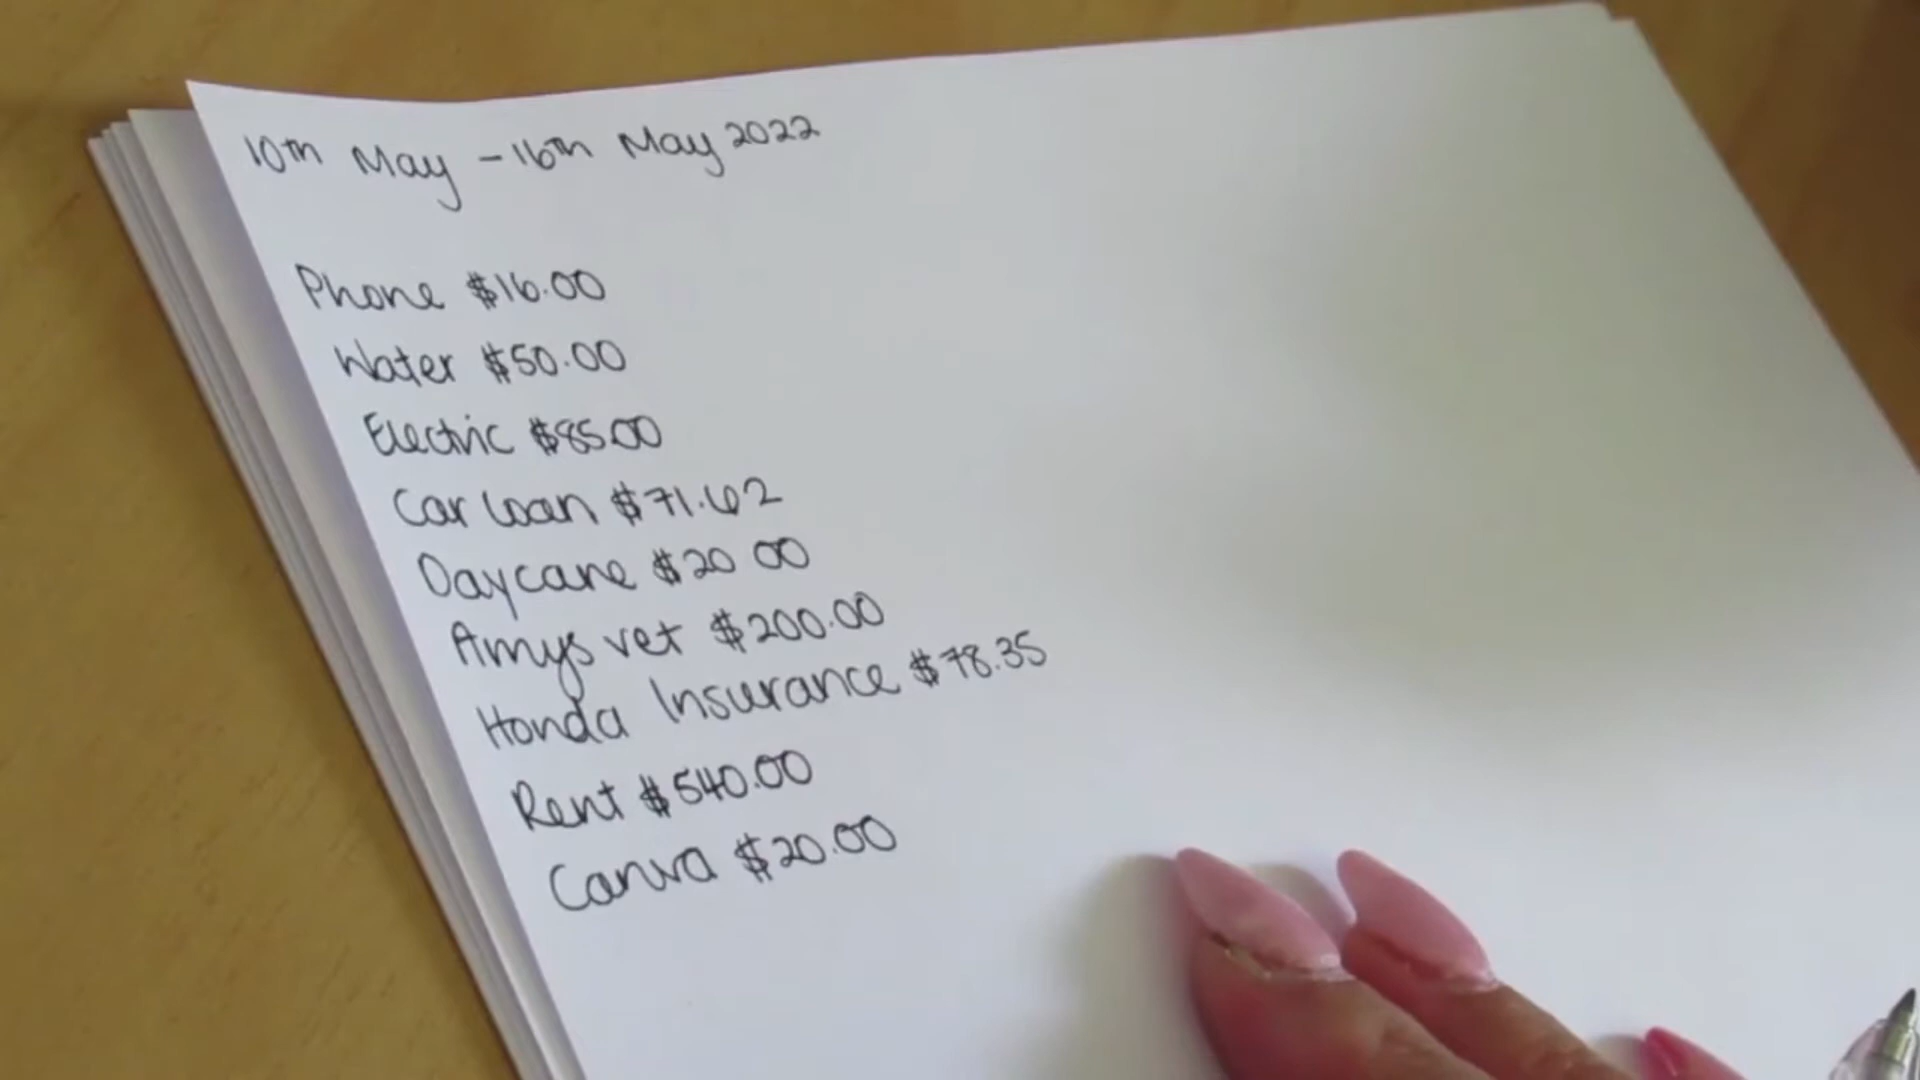 10th May - 16th May 2022
Phone $16.00
Water $50.00
Electric $85.00
Car loan $71.62
Daycare $20 00
Amys vet $200.00
Honda Insurance $78.35
Rent $540.00
Canva $20.00